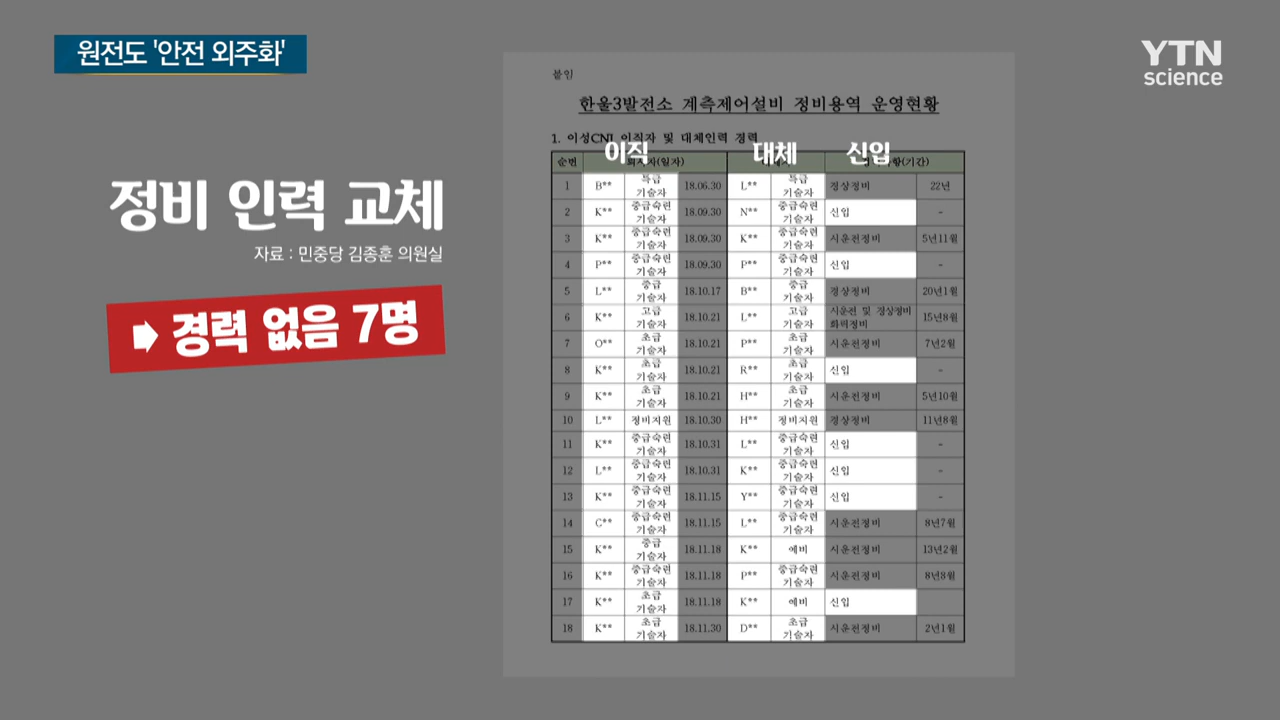 원전도 '안전 외주화'
YTN
science
정비 인력 교체
자료 : 민중당 김종훈 의원실
➡ 경력 없음 7명
붙임
한울3발전소 계측제어설비 정비용역 운영현황
1. 이성CNI 이직자 및 대체인력 경력
이직 대체 신입
순번 (일자) (기간)
1 B** 특급 기술자 18.06.30 L** 특급 기술자 경상정비 22년
2 K** 중급숙련 기술자 18.09.30 N** 중급숙련 기술자 신입 -
3 K** 중급숙련 기술자 18.09.30 K** 중급숙련 기술자 시운전정비 5년11월
4 P** 중급숙련 기술자 18.09.30 P** 중급숙련 기술자 신입 -
5 L** 중급 기술자 18.10.17 B** 중급 기술자 경상정비 20년1월
6 K** 고급 기술자 18.10.21 L** 고급 기술자 시운전 및 경상정비 화력정비 15년8월
7 O** 초급 기술자 18.10.21 P** 초급 기술자 시운전정비 7년2월
8 K** 초급 기술자 18.10.21 R** 초급 기술자 신입 -
9 K** 초급 기술자 18.10.21 H** 초급 기술자 시운전정비 5년10월
10 L** 정비지원 18.10.30 H** 정비지원 경상정비 11년8월
11 K** 중급숙련 기술자 18.10.31 L** 중급숙련 기술자 신입 -
12 L** 중급숙련 기술자 18.10.31 K** 중급숙련 기술자 신입 -
13 K** 중급숙련 기술자 18.11.15 Y** 중급숙련 기술자 신입 -
14 C** 중급숙련 기술자 18.11.15 L** 중급숙련 기술자 시운전정비 8년7월
15 K** 중급 기술자 18.11.18 K** 예비 시운전정비 13년2월
16 K** 중급숙련 기술자 18.11.18 P** 중급숙련 기술자 시운전정비 8년8월
17 K** 초급 기술자 18.11.18 K** 예비 신입
18 K** 초급 기술자 18.11.30 D** 초급 기술자 시운전정비 2년1월